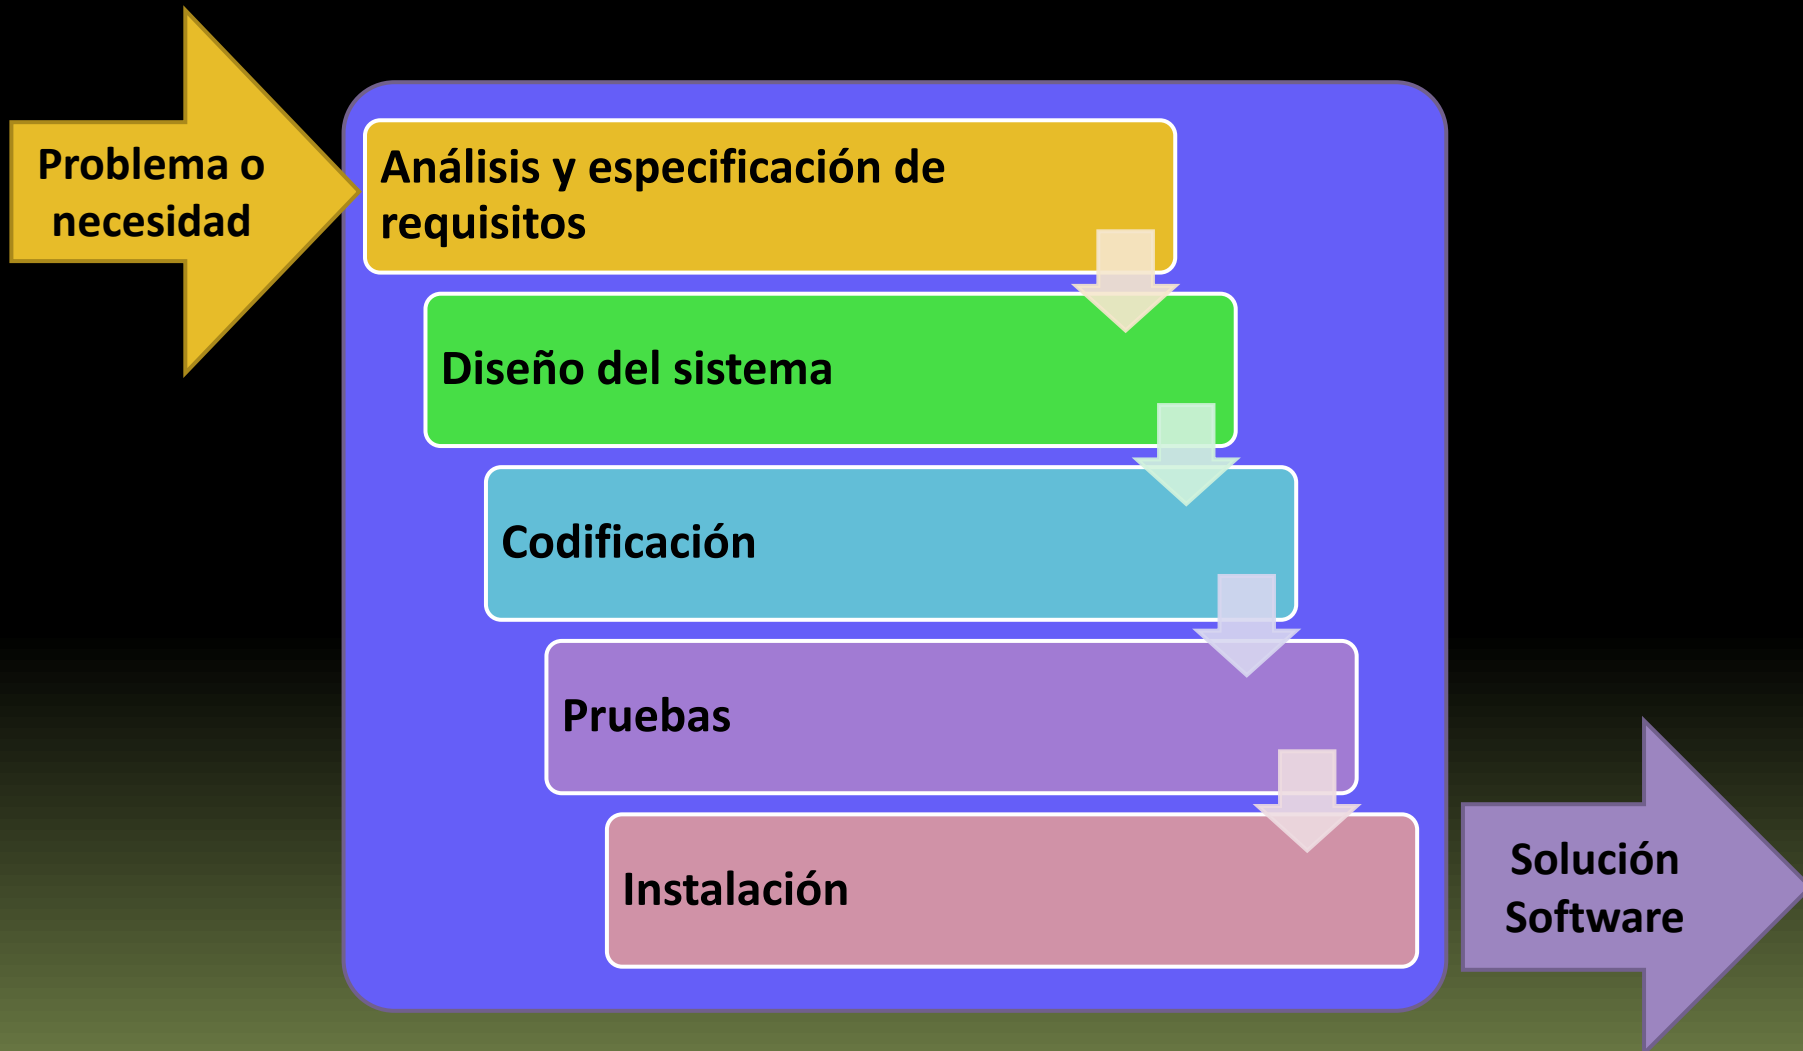 Problema o
necesidad
Análisis y especificación de
requisitos
Diseño del sistema
Codificación
Pruebas
Instalación
Solución
Software